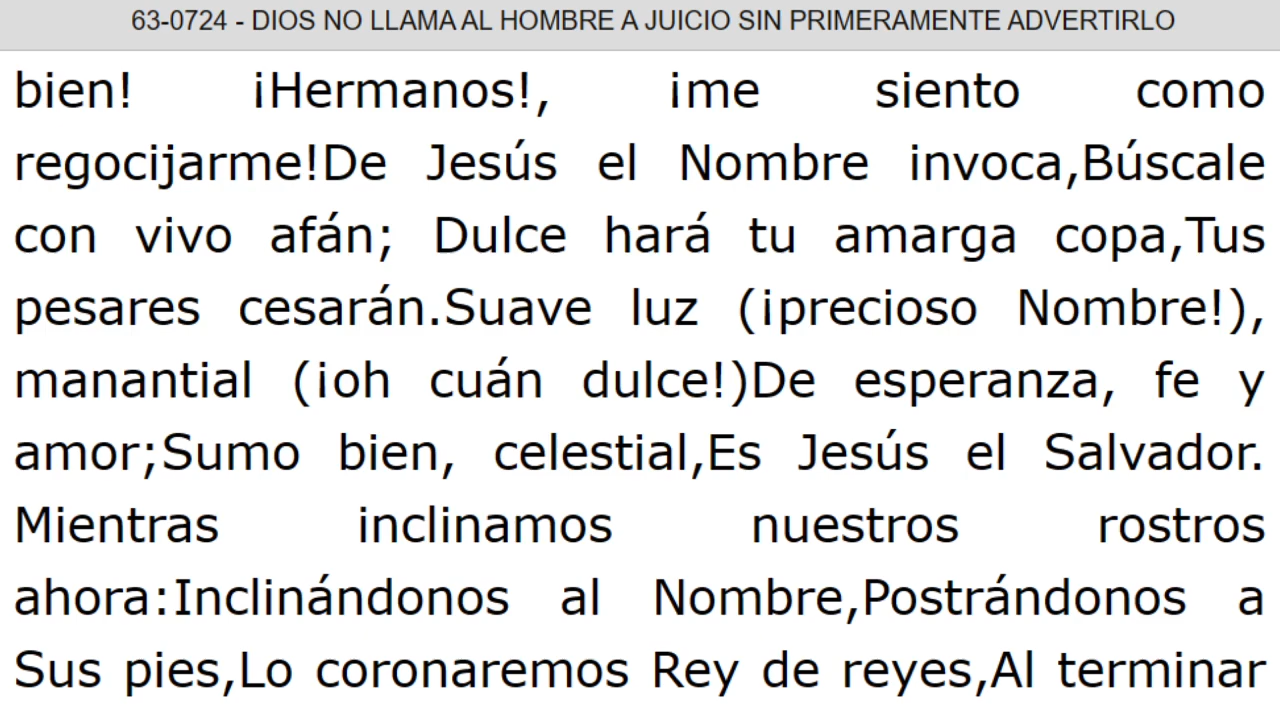 63-0724 - DIOS NO LLAMA AL HOMBRE A JUICIO SIN PRIMERAMENTE ADVERTIRLO
bien! ¡Hermanos!, ¡me siento como
regocijarme!De Jesús el Nombre invoca,Búscale
con vivo afán; Dulce hará tu amarga copa,Tus
pesares cesarán.Suave luz (¡precioso Nombre!),
manantial (¡oh cuán dulce!)De esperanza, fe y
amor;Sumo bien, celestial,Es Jesús el Salvador.
Mientras inclinamos nuestros rostros
ahora:Inclinándonos al Nombre,Postrándonos a
Sus pies,Lo coronaremos Rey de reyes,Al terminar